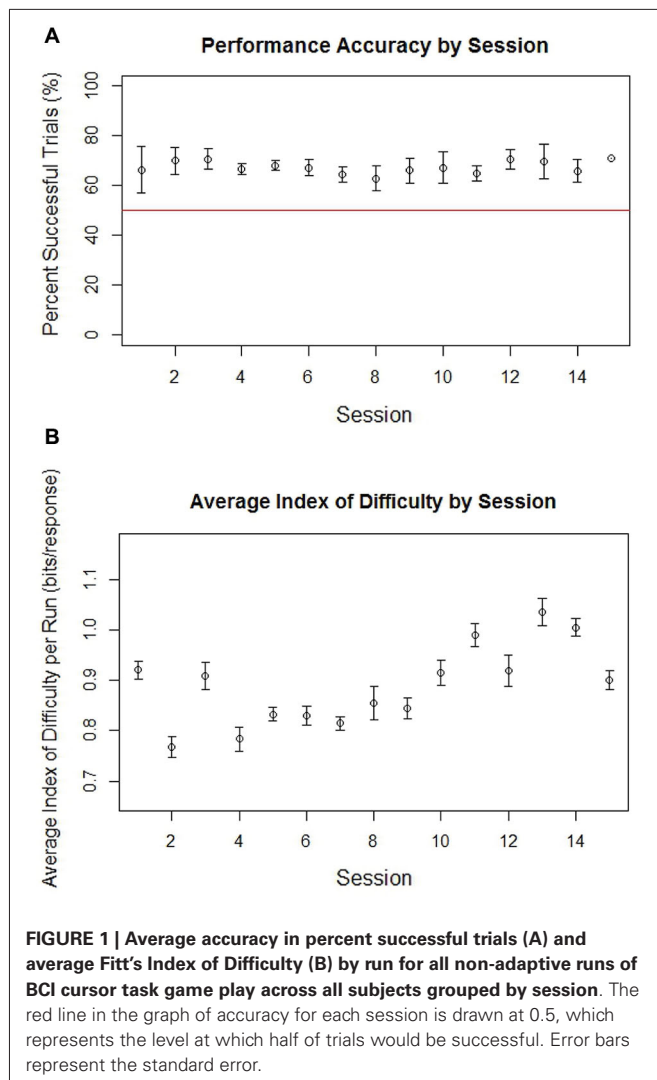 A
Performance Accuracy by Session
Percent Successful Trials (%)
100
80
60
40
20
0
2 4 6 8 10 12 14
Session
B
Average Index of Difficulty by Session
Average Index of Difficulty per Run (bits/response)
1.1
1.0
0.9
0.8
0.7
2 4 6 8 10 12 14
Session
FIGURE 1 | Average accuracy in percent successful trials (A) and
average Fitt's Index of Difficulty (B) by run for all non-adaptive runs of
BCI cursor task game play across all subjects grouped by session. The
red line in the graph of accuracy for each session is drawn at 0.5, which
represents the level at which half of trials would be successful. Error bars
represent the standard error.